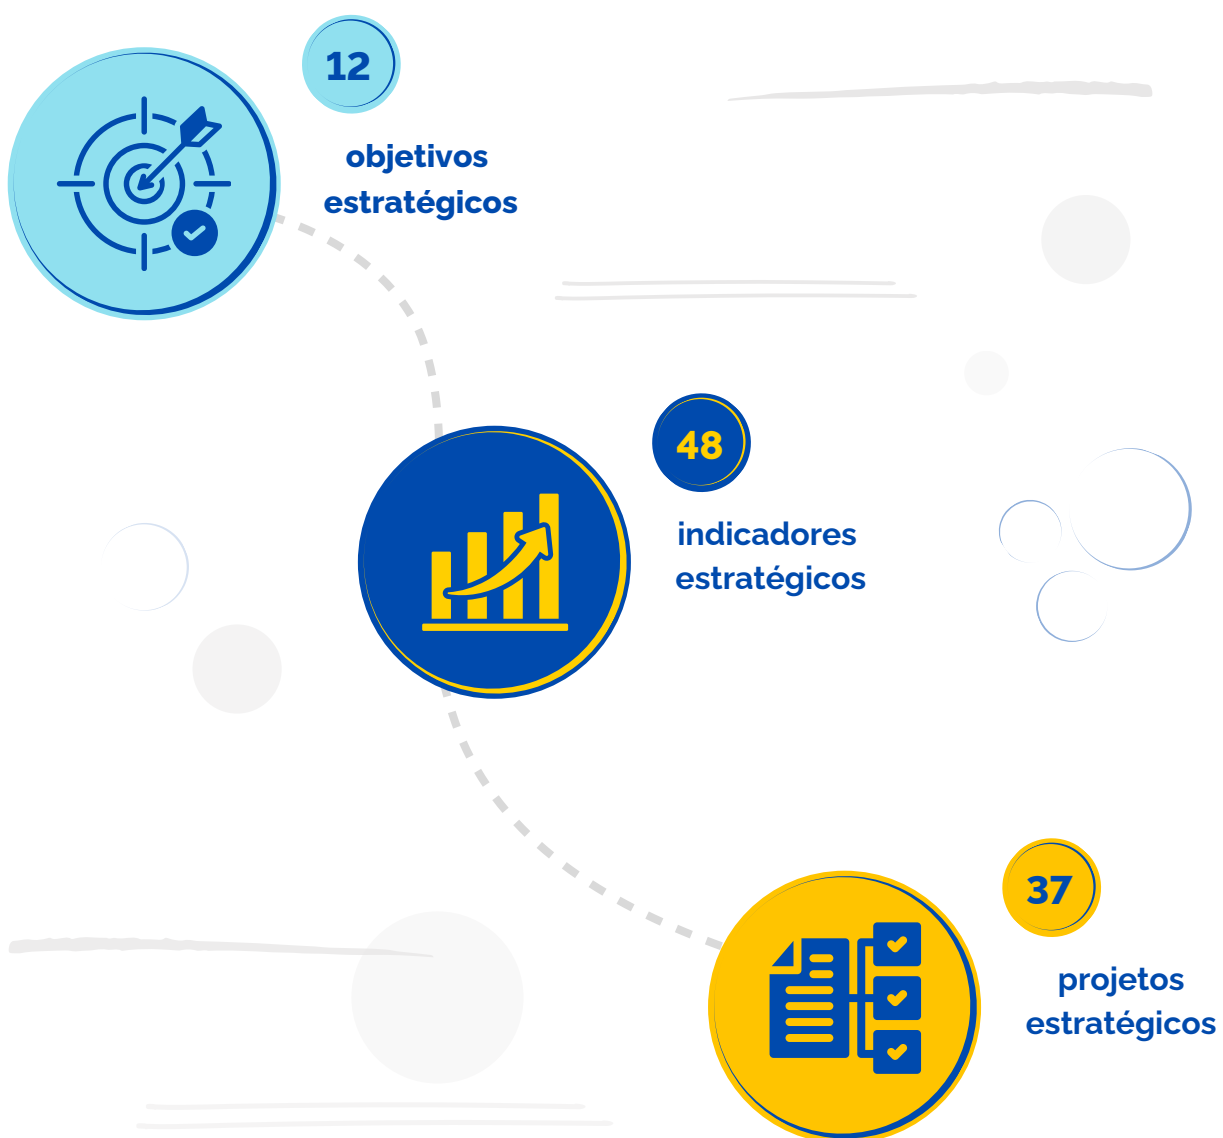 12
objetivos
estratégicos
48
indicadores
estratégicos
37
projetos
estratégicos